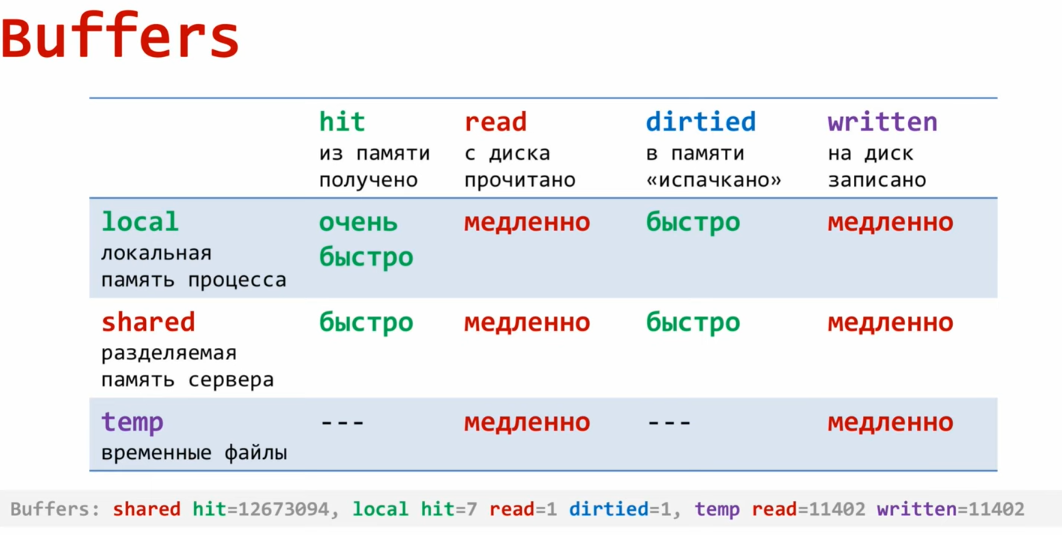 Buffers
hit read dirtied written
из памяти с диска в памяти на диск
получено прочитано «испачкано» записано
local очень медленно быстро медленно
локальная быстро
память процесса
shared быстро медленно быстро медленно
разделяемая
память сервера
temp --- медленно --- медленно
временные файлы
Buffers: shared hit=12673094, local hit=7 read=1 dirtied=1, temp read=11402 written=11402